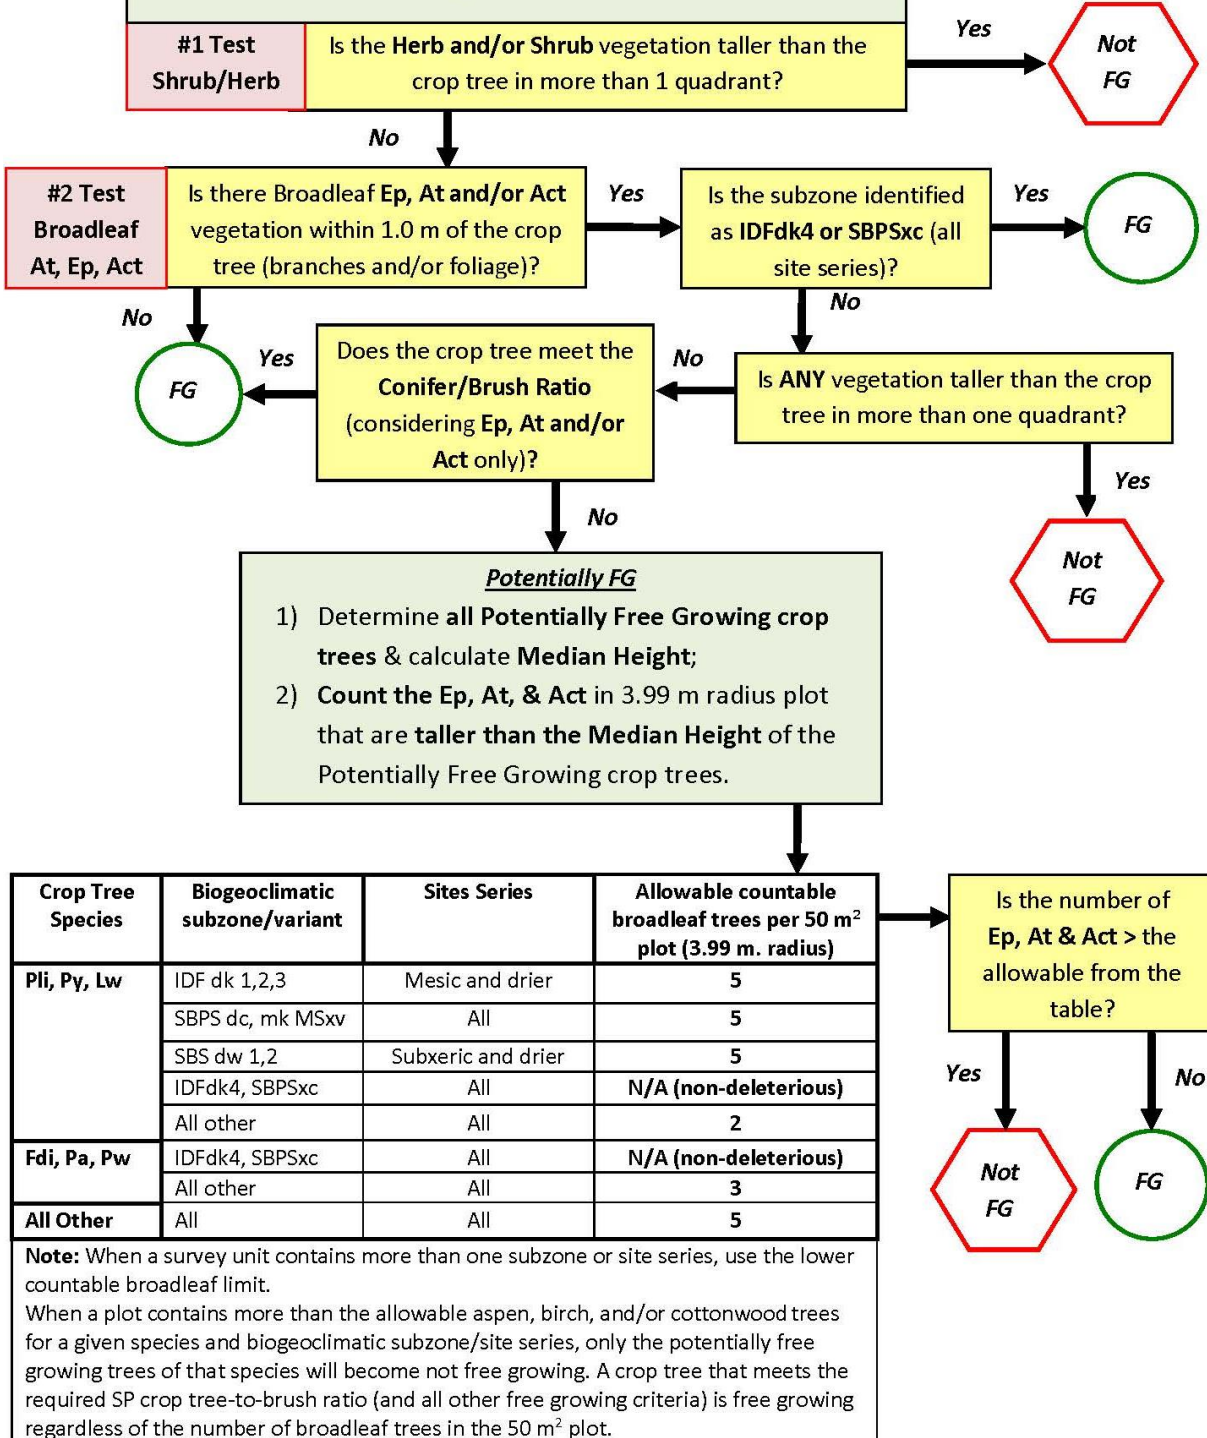 #1 Test
Shrub/Herb
Is the Herb and/or Shrub vegetation taller than the
crop tree in more than 1 quadrant?
Yes
Not
FG
No
#2 Test
Broadleaf
At, Ep, Act
Is there Broadleaf Ep, At and/or Act
vegetation within 1.0 m of the crop
tree (branches and/or foliage)?
Yes
Is the subzone identified
as IDFdk4 or SBPSxc (all
site series)?
Yes
FG
No
No
FG
Yes
Does the crop tree meet the
Conifer/Brush Ratio
(considering Ep, At and/or
Act only)?
No
Is ANY vegetation taller than the crop
tree in more than one quadrant?
Yes
Not
FG
No
Potentially FG
1) Determine all Potentially Free Growing crop
trees & calculate Median Height;
2) Count the Ep, At, & Act in 3.99 m radius plot
that are taller than the Median Height of the
Potentially Free Growing crop trees.
Crop Tree
Species
Biogeoclimatic
subzone/variant
Sites Series
Allowable countable
broadleaf trees per 50 m²
plot (3.99 m. radius)
Pli, Py, Lw
IDF dk 1,2,3
Mesic and drier
5
SBPS dc, mk MSxv
All
5
SBS dw 1,2
Subxeric and drier
5
IDFdk4, SBPSxc
All
N/A (non-deleterious)
All other
All
2
Fdi, Pa, Pw
IDFdk4, SBPSxc
All
N/A (non-deleterious)
All other
All
3
All Other
All
All
5
Note: When a survey unit contains more than one subzone or site series, use the lower
countable broadleaf limit.
When a plot contains more than the allowable aspen, birch, and/or cottonwood trees
for a given species and biogeoclimatic subzone/site series, only the potentially free
growing trees of that species will become not free growing. A crop tree that meets the
required SP crop tree-to-brush ratio (and all other free growing criteria) is free growing
regardless of the number of broadleaf trees in the 50 m² plot.
Is the number of
Ep, At & Act > the
allowable from the
table?
Yes
No
Not
FG
FG